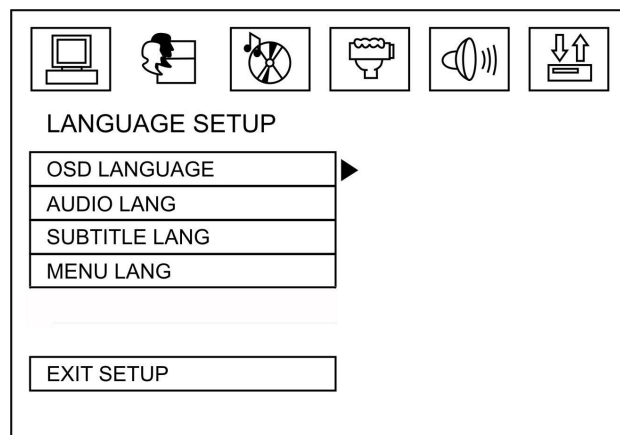 LANGUAGE SETUP
OSD LANGUAGE
AUDIO LANG
SUBTITLE LANG
MENU LANG
EXIT SETUP